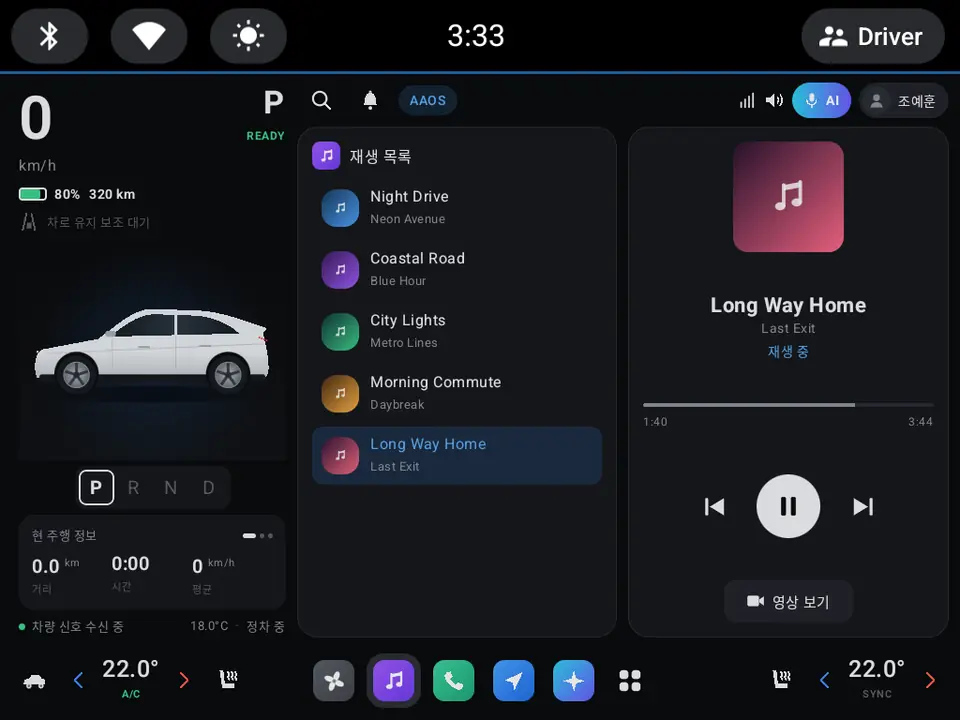 3:33
Driver
0
P
READY
km/h
80% 320 km
차로 유지 보조 대기
P R N D
현 주행 정보
0.0 km 0:00 0 km/h
거리 시간 평균
차량 신호 수신 중
18.0°C · 정차 중
AAOS
AI
조예훈
재생 목록
Night Drive
Neon Avenue
Coastal Road
Blue Hour
City Lights
Metro Lines
Morning Commute
Daybreak
Long Way Home
Last Exit
Long Way Home
Last Exit
재생 중
1:40 3:44
영상 보기
22.0°
A/C
22.0°
SYNC